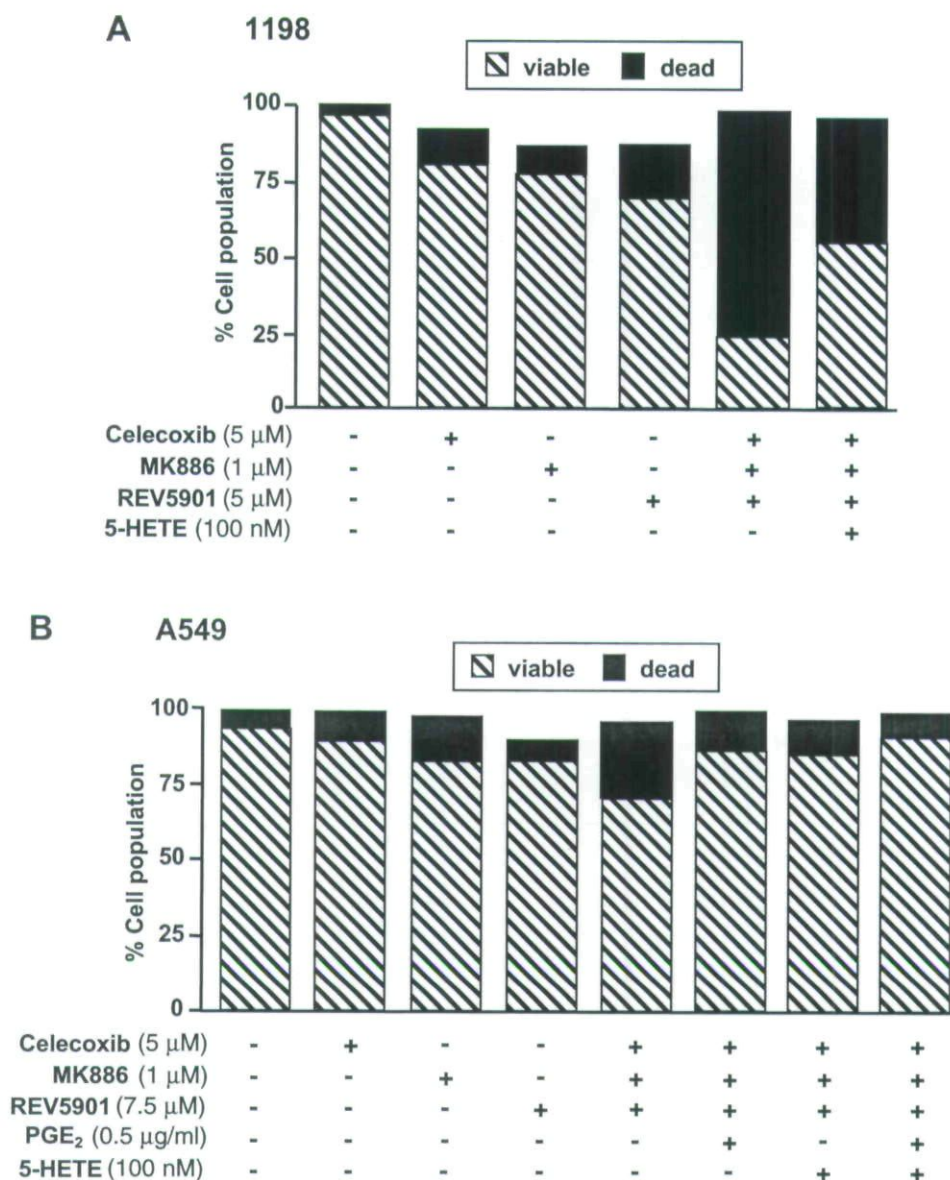 A 1198
viable dead
100
75
50
25
0
% Cell population
Celecoxib (5 μM) - + - - + +
MK886 (1 μM) - - + - + +
REV5901 (5 μM) - - - + + +
5-HETE (100 nM) - - - - - +
B A549
viable dead
100
75
50
25
0
% Cell population
Celecoxib (5 μM) - + - - + + + +
MK886 (1 μM) - - + - + + + +
REV5901 (7.5 μM) - - - + + + + +
PGE₂ (0.5 μg/ml) - - - - - + - +
5-HETE (100 nM) - - - - - - + +